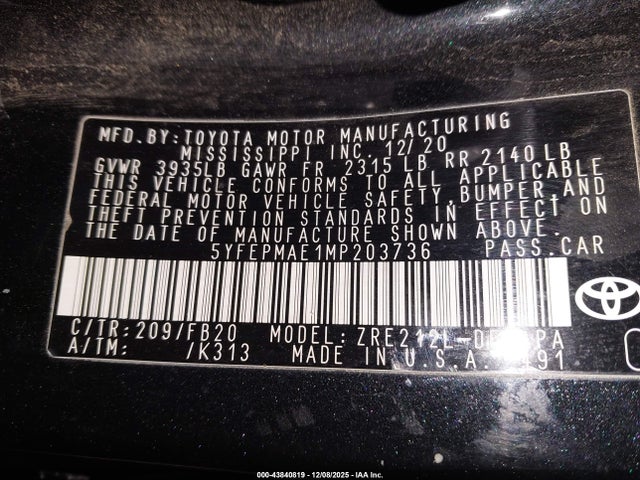 MFD.BY:TOYOTA MOTOR MANUFACTURING
MISSISSIPPI INC. 12/20
GVWR 3935LB GAWR FR 2315 LB RR 2140 LB
THIS VEHICLE CONFORMS TO ALL APPLICABLE
FEDERAL MOTOR VEHICLE SAFETY,BUMPER,AND
THEFT PREVENTION STANDARDS IN EFFECT ON
THE DATE OF MANUFACTURE SHOWN ABOVE.
5YFEPMAE1MP203736 PASS.CAR
C/TR:209/FB20 MODEL:
A/TM: /K313 MADE IN U.S.A.
000-43840819 - 12/08/2025 - IAA Inc.